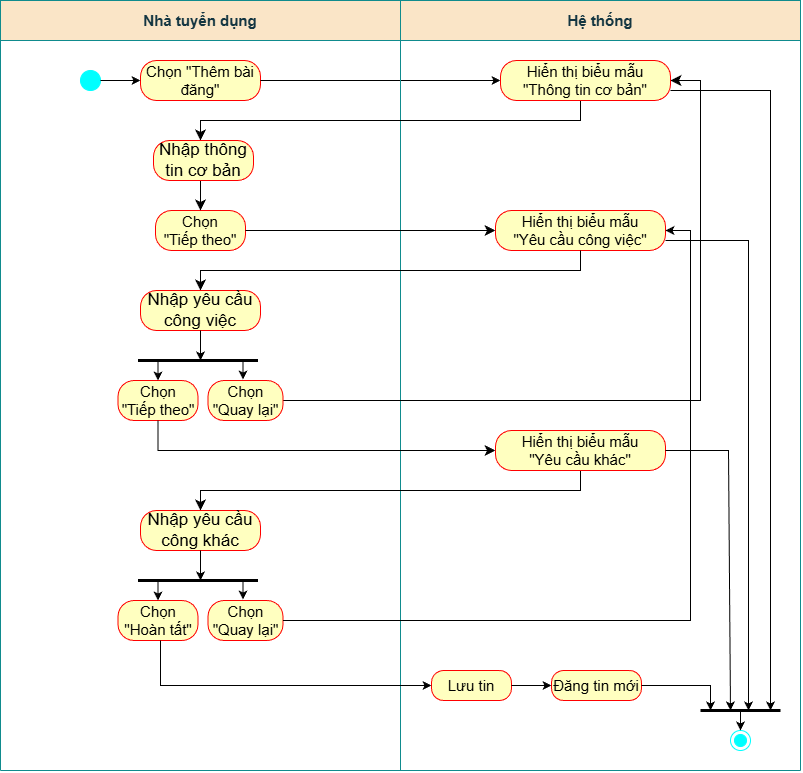 Nhà tuyển dụng
Hệ thống
Chọn "Thêm bài
đăng"
Hiển thị biểu mẫu
"Thông tin cơ bản"
Nhập thông
tin cơ bản
Chọn
"Tiếp theo"
Hiển thị biểu mẫu
"Yêu cầu công việc"
Nhập yêu cầu
công việc
Chọn
"Tiếp theo"
Chọn
"Quay lại"
Hiển thị biểu mẫu
"Yêu cầu khác"
Nhập yêu cầu
công khác
Chọn
"Hoàn tất"
Chọn
"Quay lại"
Lưu tin
Đăng tin mới